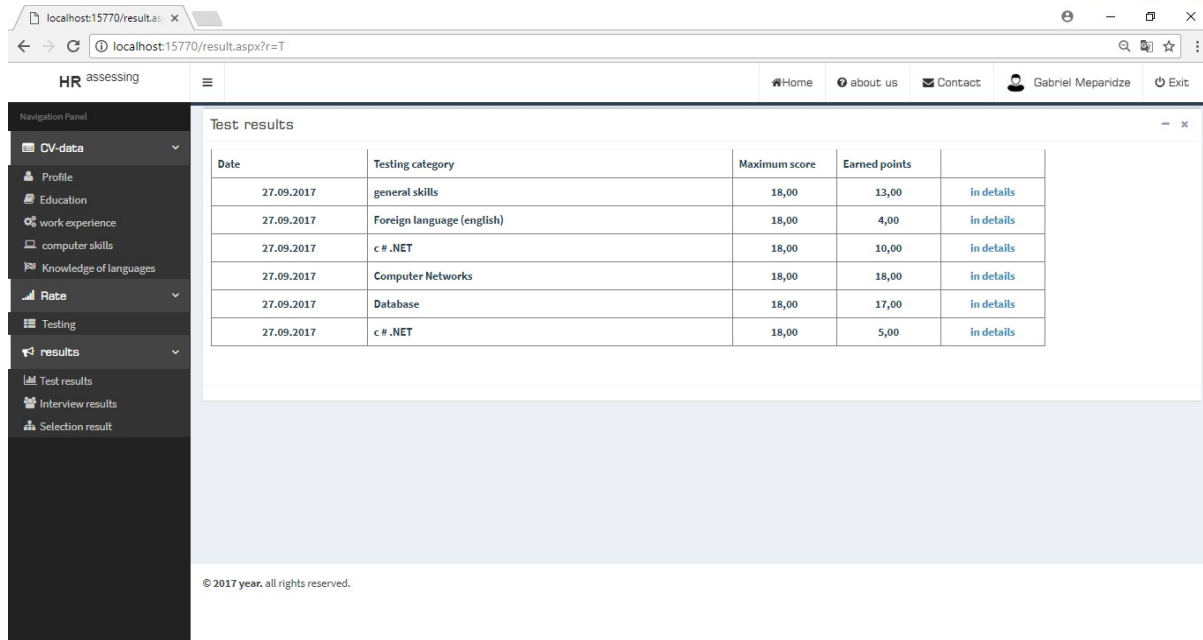 localhost:15770/result.as
localhost:15770/result.aspx?r=T
HR assessing
Home
about us
Contact
Gabriel Meparidze
Exit
Navigation Panel
CV-data
Profile
Education
work experience
computer skills
Knowledge of languages
Rate
Testing
results
Test results
Interview results
Selection result
Test results
Date Testing category Maximum score Earned points
27.09.2017 general skills 18,00 13,00 in details
27.09.2017 Foreign language (english) 18,00 4,00 in details
27.09.2017 c # .NET 18,00 10,00 in details
27.09.2017 Computer Networks 18,00 18,00 in details
27.09.2017 Database 18,00 17,00 in details
27.09.2017 c # .NET 18,00 5,00 in details
© 2017 year. all rights reserved.